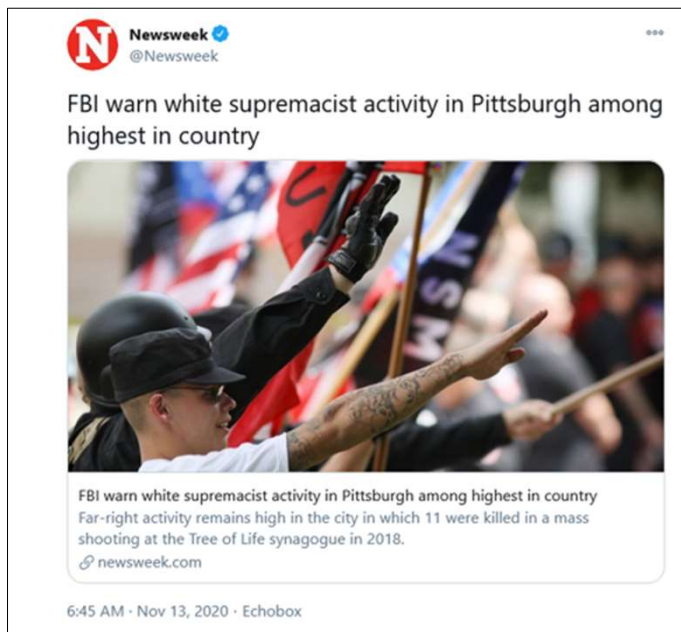 Newsweek
@Newsweek
FBI warn white supremacist activity in Pittsburgh among
highest in country
NSM
FBI warn white supremacist activity in Pittsburgh among highest in country
Far-right activity remains high in the city in which 11 were killed in a mass
shooting at the Tree of Life synagogue in 2018.
newsweek.com
6:45 AM · Nov 13, 2020 · Echobox